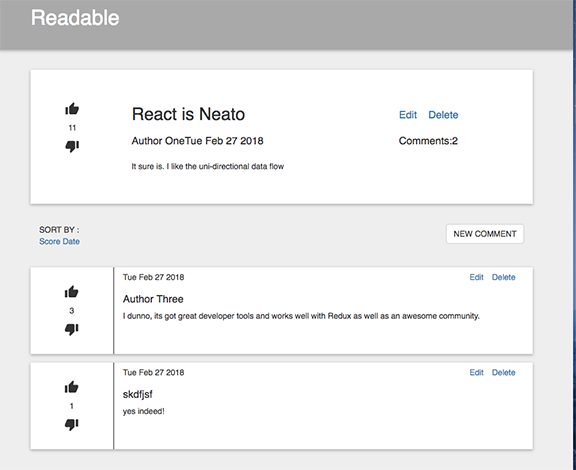 Readable
React is Neato
Edit Delete
11
Author OneTue Feb 27 2018
Comments:2
It sure is. I like the uni-directional data flow
SORT BY :
Score Date
NEW COMMENT
Tue Feb 27 2018
Edit Delete
Author Three
3
I dunno, its got great developer tools and works well with Redux as well as an awesome community.
Tue Feb 27 2018
Edit Delete
skdfjsf
1
yes indeed!